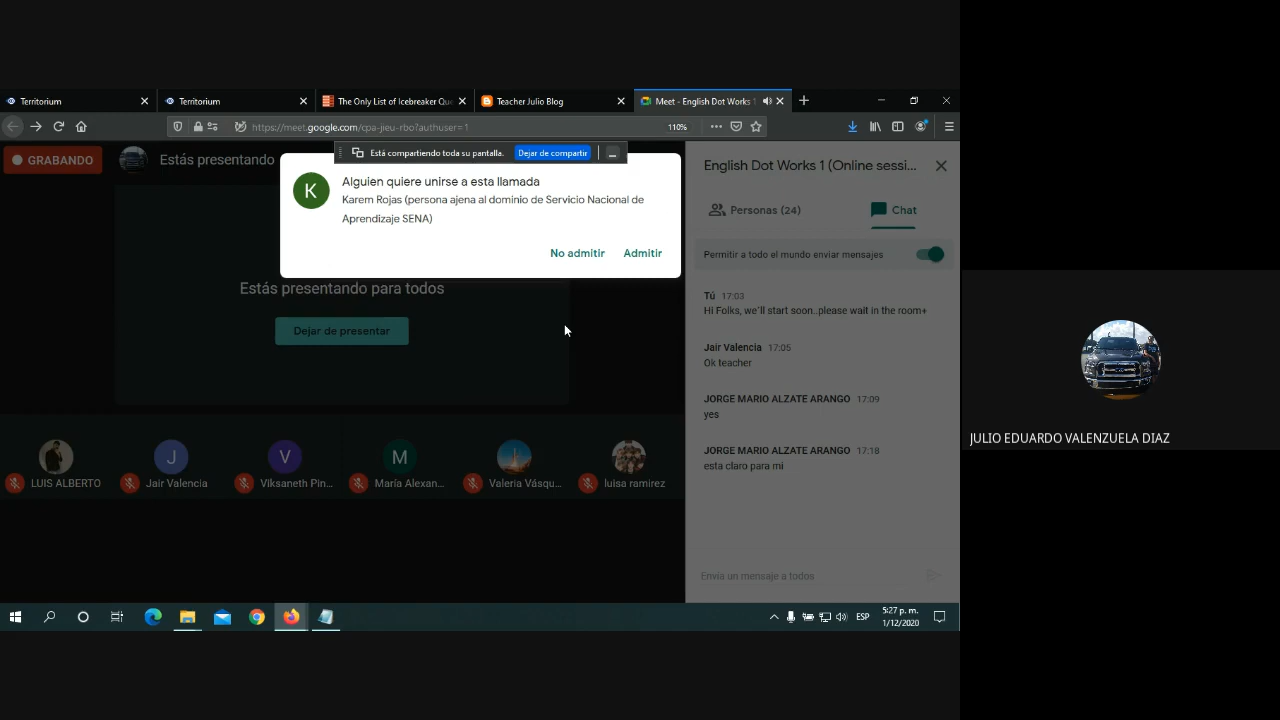 Territorium
Territorium
The Only List of Icebreaker Que
Teacher Julio Blog
Meet - English Dot Works 1
https://meet.google.com/cpa-jieu-rbo?authuser=1
110%
Está compartiendo toda su pantalla.
Dejar de compartir
GRABANDO
Estás presentando
Alguien quiere unirse a esta llamada
K
Karem Rojas (persona ajena al dominio de Servicio Nacional de
Aprendizaje SENA)
No admitir
Admitir
Estás presentando para todos
Dejar de presentar
J
V
M
LUIS ALBERTO
Jair Valencia
Viksaneth Pin...
María Alexan...
Valeria Vásqu...
luisa ramirez
English Dot Works 1 (Online sessi...
Personas (24)
Chat
Permitir a todo el mundo enviar mensajes
Tú 17:03
Hi Folks, we'll start soon..please wait in the room+
Jair Valencia 17:05
Ok teacher
JORGE MARIO ALZATE ARANGO 17:09
yes
JORGE MARIO ALZATE ARANGO 17:18
esta claro para mi
Envía un mensaje a todos
ESP
5:27 p. m.
1/12/2020
JULIO EDUARDO VALENZUELA DIAZ